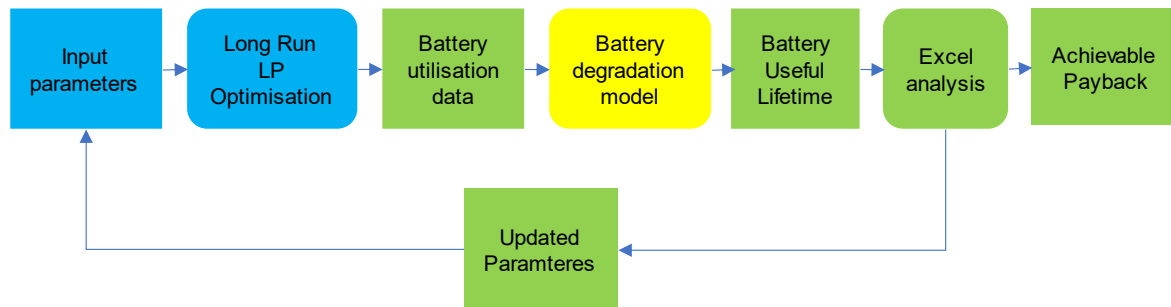 Input
parameters
Long Run
LP
Optimisation
Battery
utilisation
data
Battery
degradation
model
Battery
Useful
Lifetime
Excel
analysis
Achievable
Payback
Updated
Paramteres